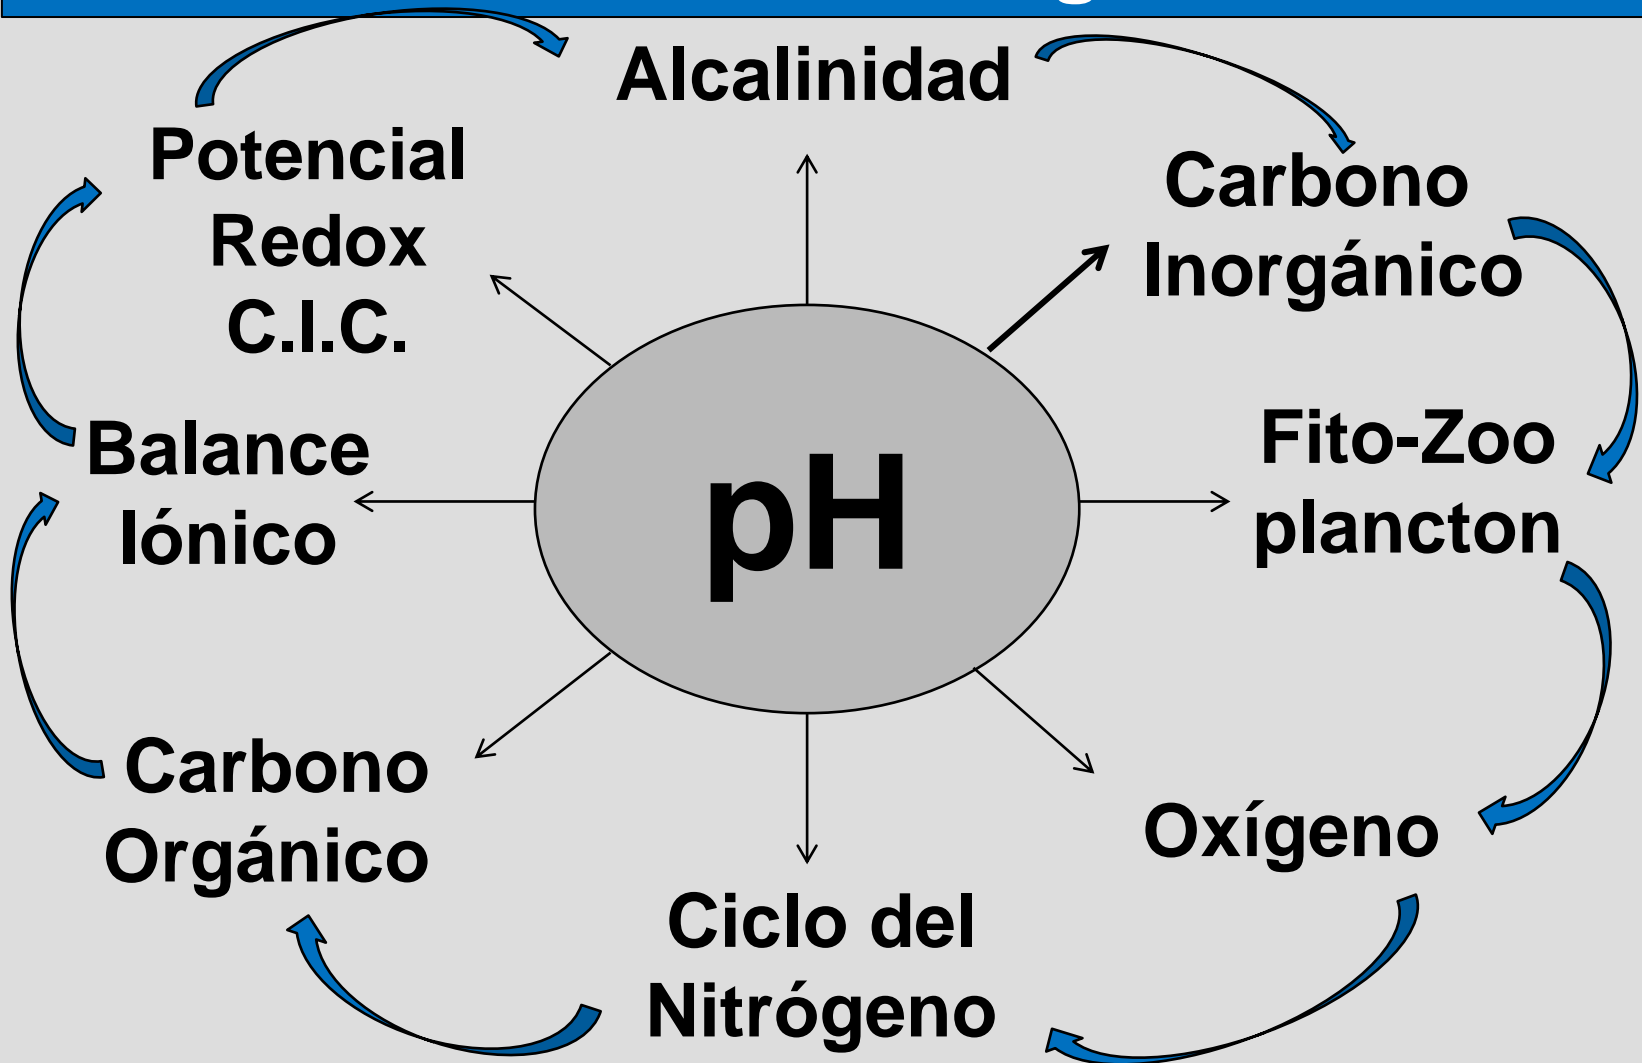 Alcalinidad
Carbono
Inorgánico
Fito-Zoo
plancton
Oxígeno
Ciclo del
Nitrógeno
Carbono
Orgánico
Balance
Iónico
Potencial
Redox
C.I.C.
pH